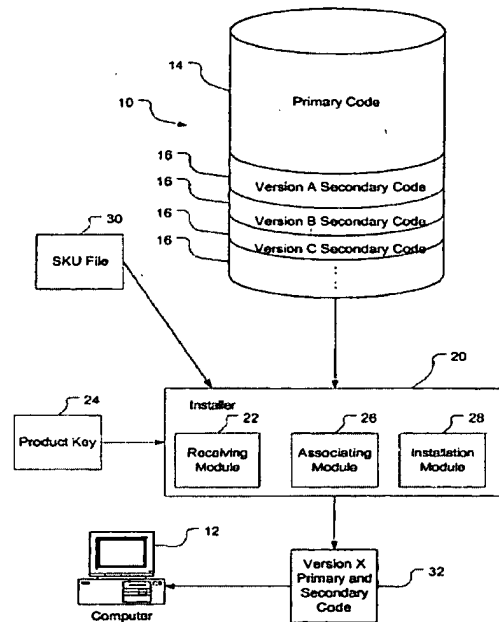 14
Primary Code
10
16
Version A Secondary Code
16
Version B Secondary Code
16
Version C Secondary Code
16
30
SKU File
20
Installer
24
Product Key
22
Receiving
Module
26
Associating
Module
28
Installation
Module
12
Computer
Version X
Primary and
Secondary
Code
32